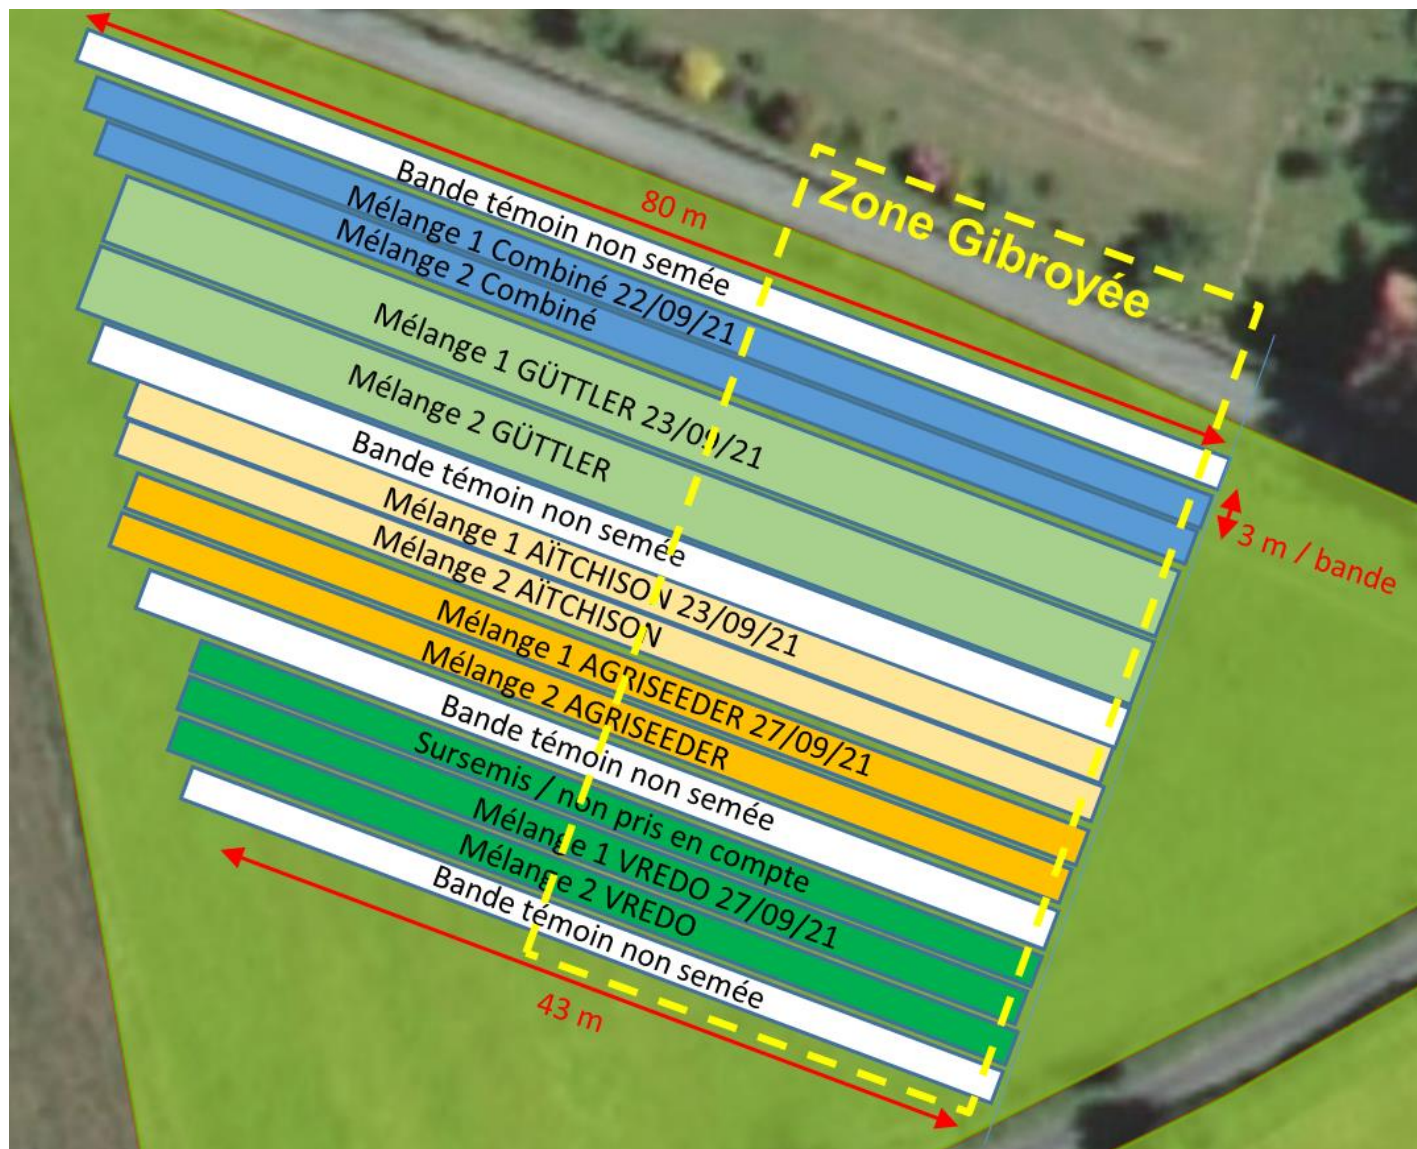 Zone Gibroyée
80 m
Bande témoin non semée
Mélange 1 Combiné 22/09/21
Mélange 2 Combiné
Mélange 1 GÜTTLER 23/09/21
Mélange 2 GÜTTLER
3 m / bande
Bande témoin non semée
Mélange 1 AÏTCHISON 23/09/21
Mélange 2 AÏTCHISON
Mélange 1 AGRISEEDER 27/09/21
Mélange 2 AGRISEEDER
Bande témoin non semée
Sursemis / non pris en compte
Mélange 1 VREDO 27/09/21
Mélange 2 VREDO
Bande témoin non semée
43 m